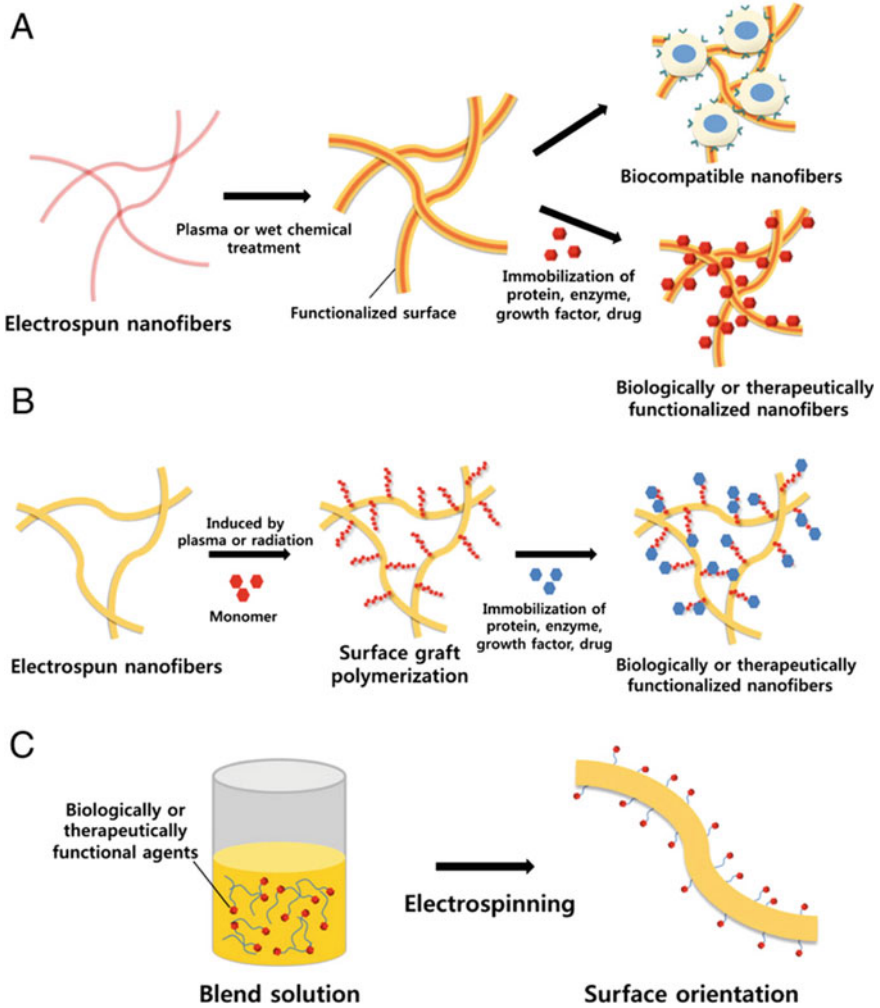 A
Biocompatible nanofibers
Plasma or wet chemical
treatment
Immobilization of
protein, enzyme,
growth factor, drug
Functionalized surface
Electrospun nanofibers
Biologically or therapeutically
functionalized nanofibers
B
Induced by
plasma or radiation
Monomer
Immobilization of
protein, enzyme,
growth factor, drug
Electrospun nanofibers
Surface graft
polymerization
Biologically or therapeutically
functionalized nanofibers
C
Biologically or
therapeutically
functional agents
Electrospinning
Blend solution
Surface orientation